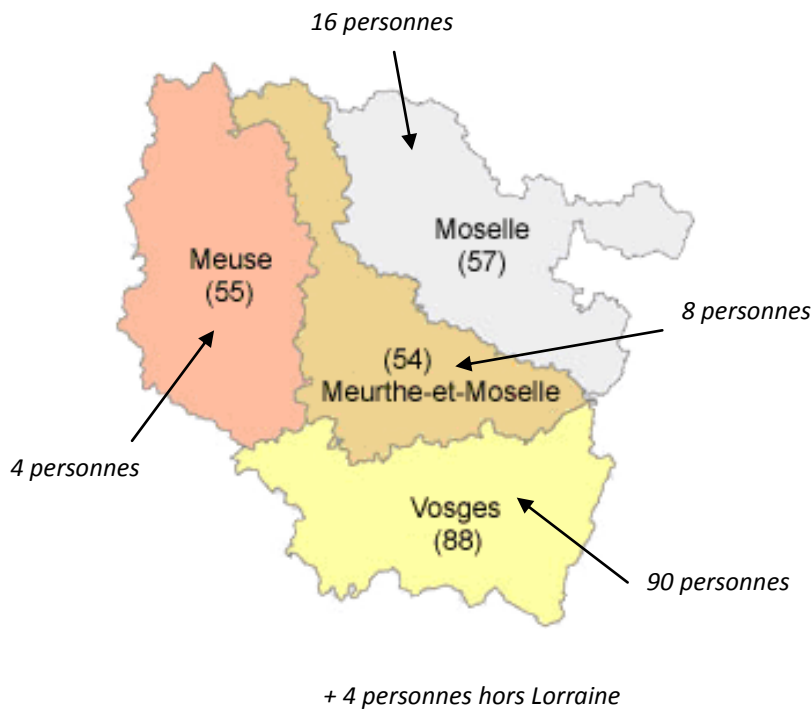 16 personnes
Moselle
(57)
Meuse
(55)
8 personnes
(54)
Meurthe-et-Moselle
4 personnes
Vosges
(88)
90 personnes
+ 4 personnes hors Lorraine